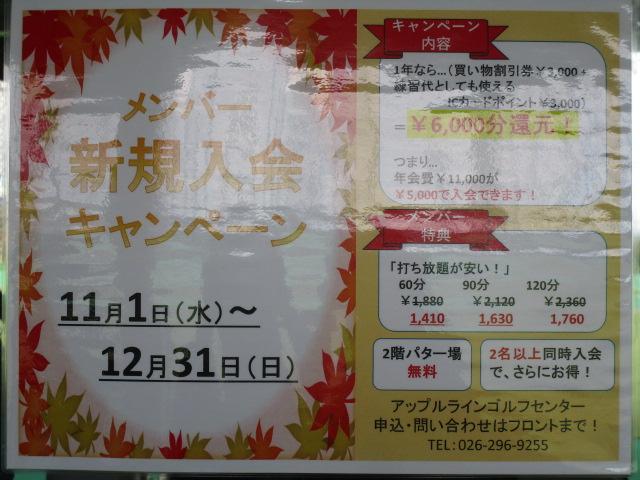 メンバー
新規入会
キャンペーン
11月1日（水）～
12月31日（日）
キャンペーン
内容
1年なら…（買い物割引券￥3,000＋
練習代としても使える
ICカードポイント￥3,000）
＝￥6,000分還元！
つまり…
年会費￥11,000が
￥5,000で入会できます！
メンバー
特典
「打ち放題が安い！」
60分 90分 120分
￥1,880 ￥2,120 ￥2,360
1,410 1,630 1,760
2階パター場
無料
2名以上同時入会
で、さらにお得！
アップルラインゴルフセンター
申込・問い合わせはフロントまで！
TEL：026-296-9255